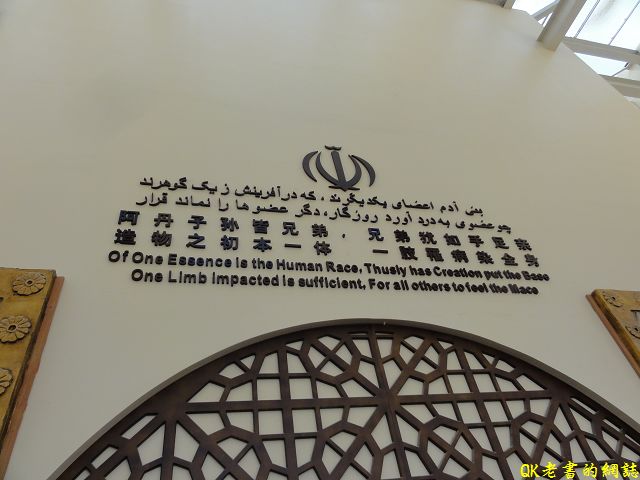 بنی آدم اعضای یکدیگرند ، که در آفرینش ز یک گوهرند
چو عضوی به درد آورد روزگار، دگر عضوها را نماند قرار
阿丹子孙皆兄弟，兄弟犹如手足亲
造物之初本一体　一肢罹病染全身
Of One Essence is the Human Race, Thusly has Creation put the Base
One Limb impacted is sufficient, For all others to feel the Mace
QK老書的網誌